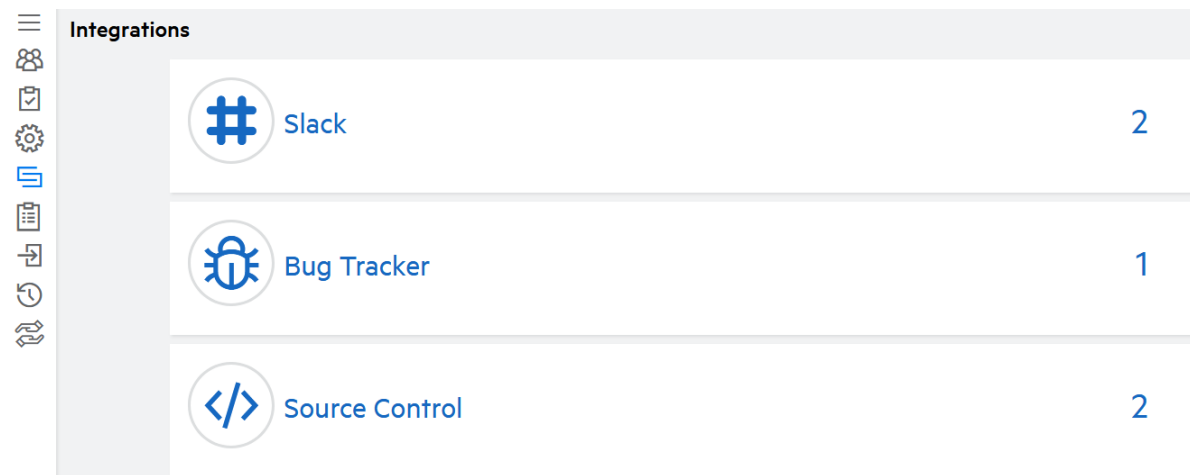 Integrations
Slack 2
Bug Tracker 1
Source Control 2